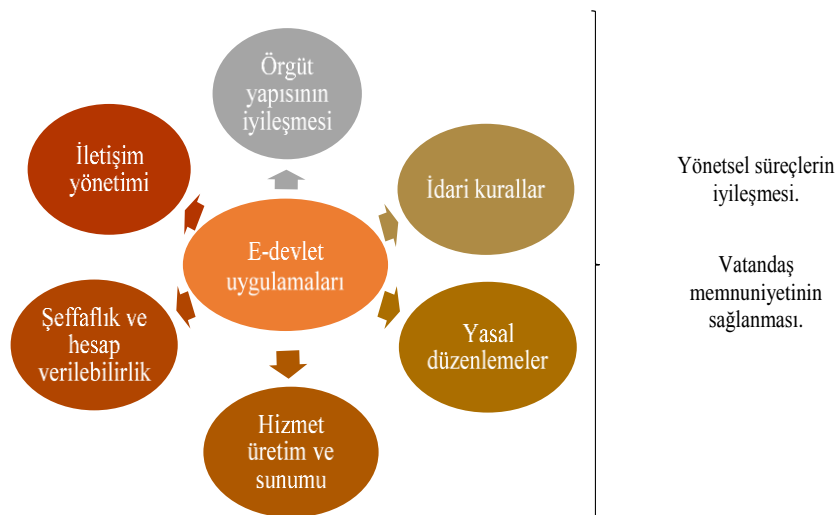 Örgüt
yapısının
iyileşmesi
İletişim
yönetimi
İdari kurallar
E-devlet
uygulamaları
Şeffaflık ve
hesap
verilebilirlik
Yasal
düzenlemeler
Hizmet
üretim ve
sunumu
Yönetsel süreçlerin
iyileşmesi.
Vatandaş
memnuniyetinin
sağlanması.